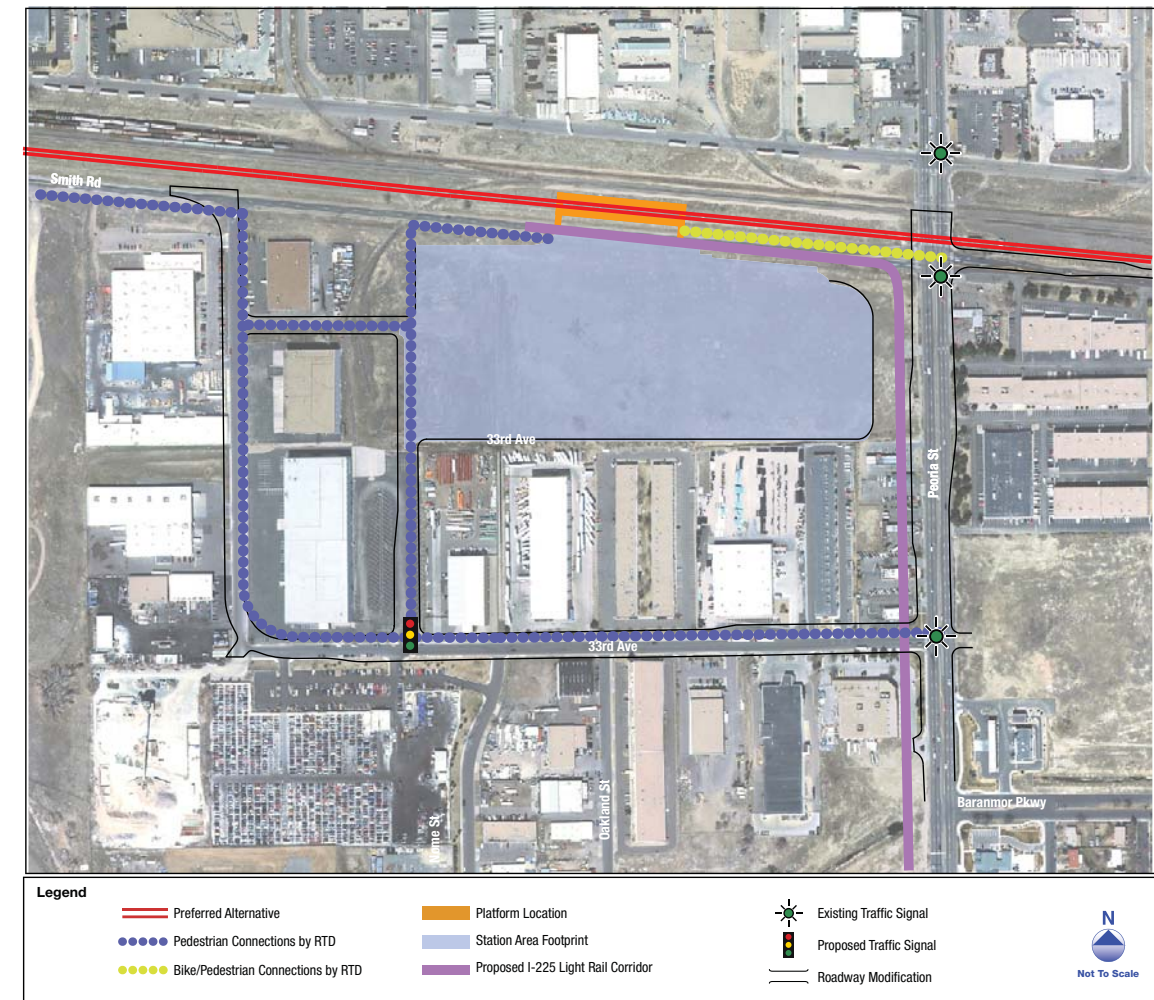 Smith Rd
33rd Ave
Peoria St
33rd Ave
Oakland St
Baranmor Pkwy
Legend
Preferred Alternative
Pedestrian Connections by RTD
Bike/Pedestrian Connections by RTD
Platform Location
Station Area Footprint
Proposed I-225 Light Rail Corridor
Existing Traffic Signal
Proposed Traffic Signal
Roadway Modification
N
Not To Scale